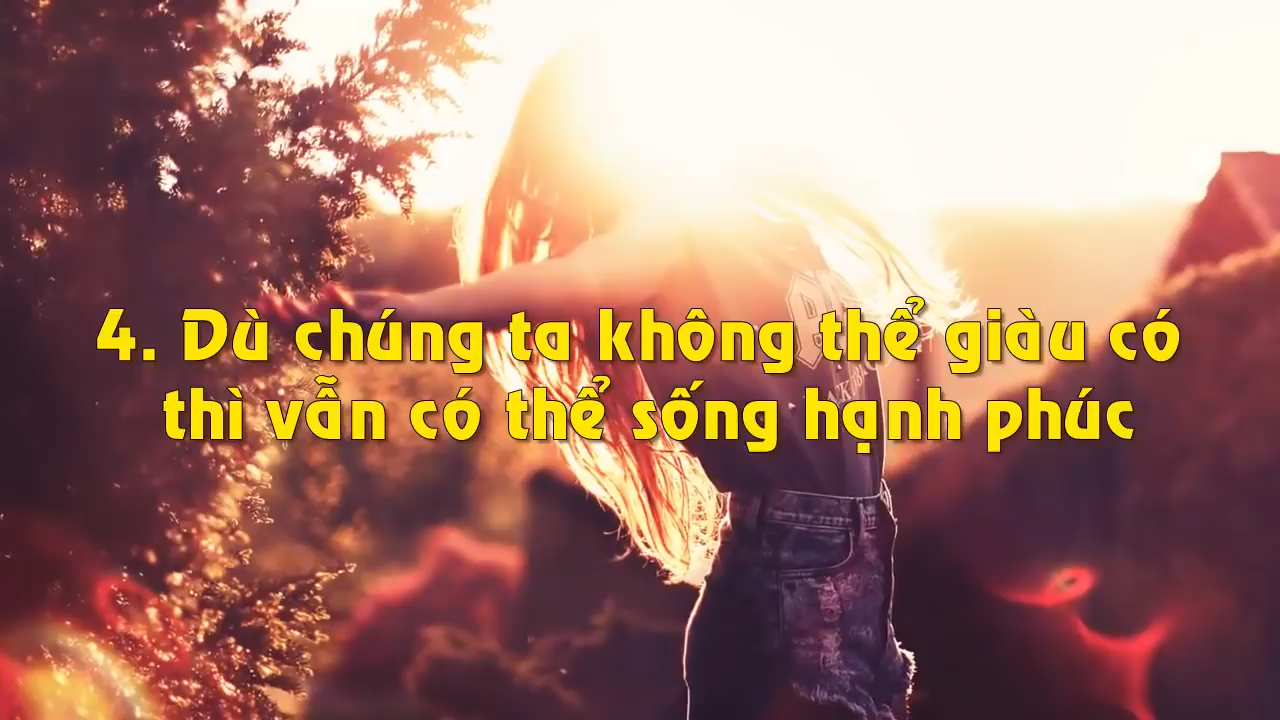 4. Dù chúng ta không thể giàu có
thì vẫn có thể sống hạnh phúc